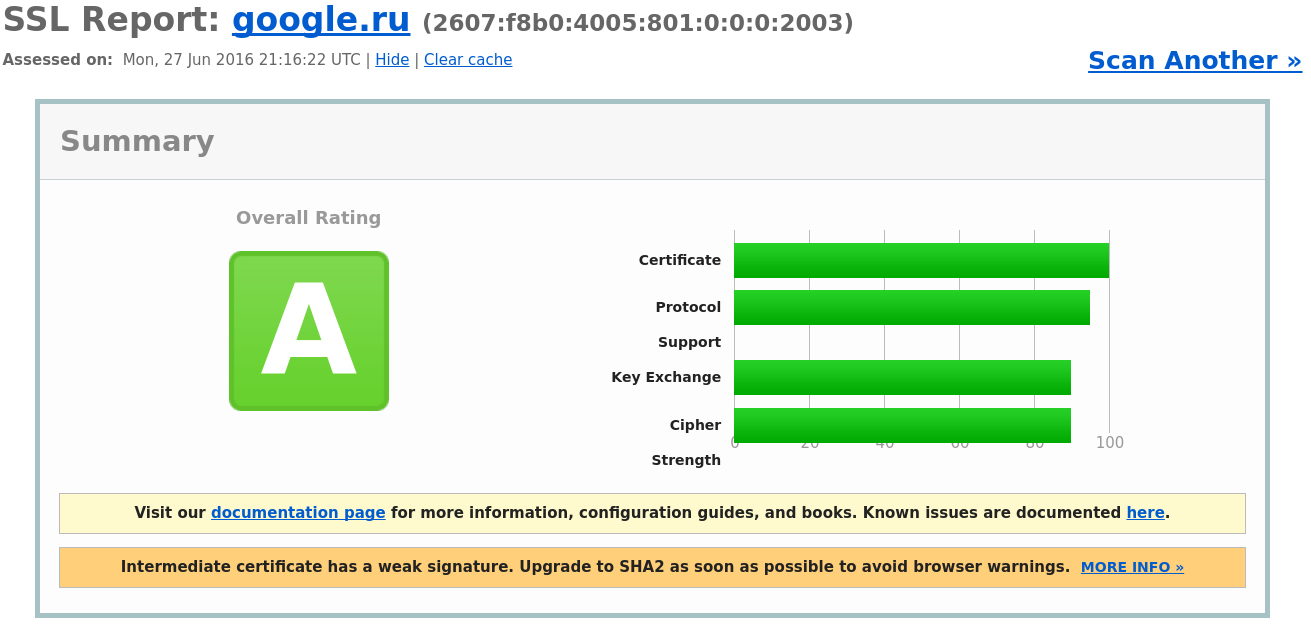 SSL Report: google.ru (2607:f8b0:4005:801:0:0:0:2003)
Assessed on: Mon, 27 Jun 2016 21:16:22 UTC | Hide | Clear cache
Scan Another »
Summary
Overall Rating
A
Certificate
Protocol
Support
Key Exchange
Cipher
Strength
0 20 40 60 80 100
Visit our documentation page for more information, configuration guides, and books. Known issues are documented here.
Intermediate certificate has a weak signature. Upgrade to SHA2 as soon as possible to avoid browser warnings. MORE INFO »